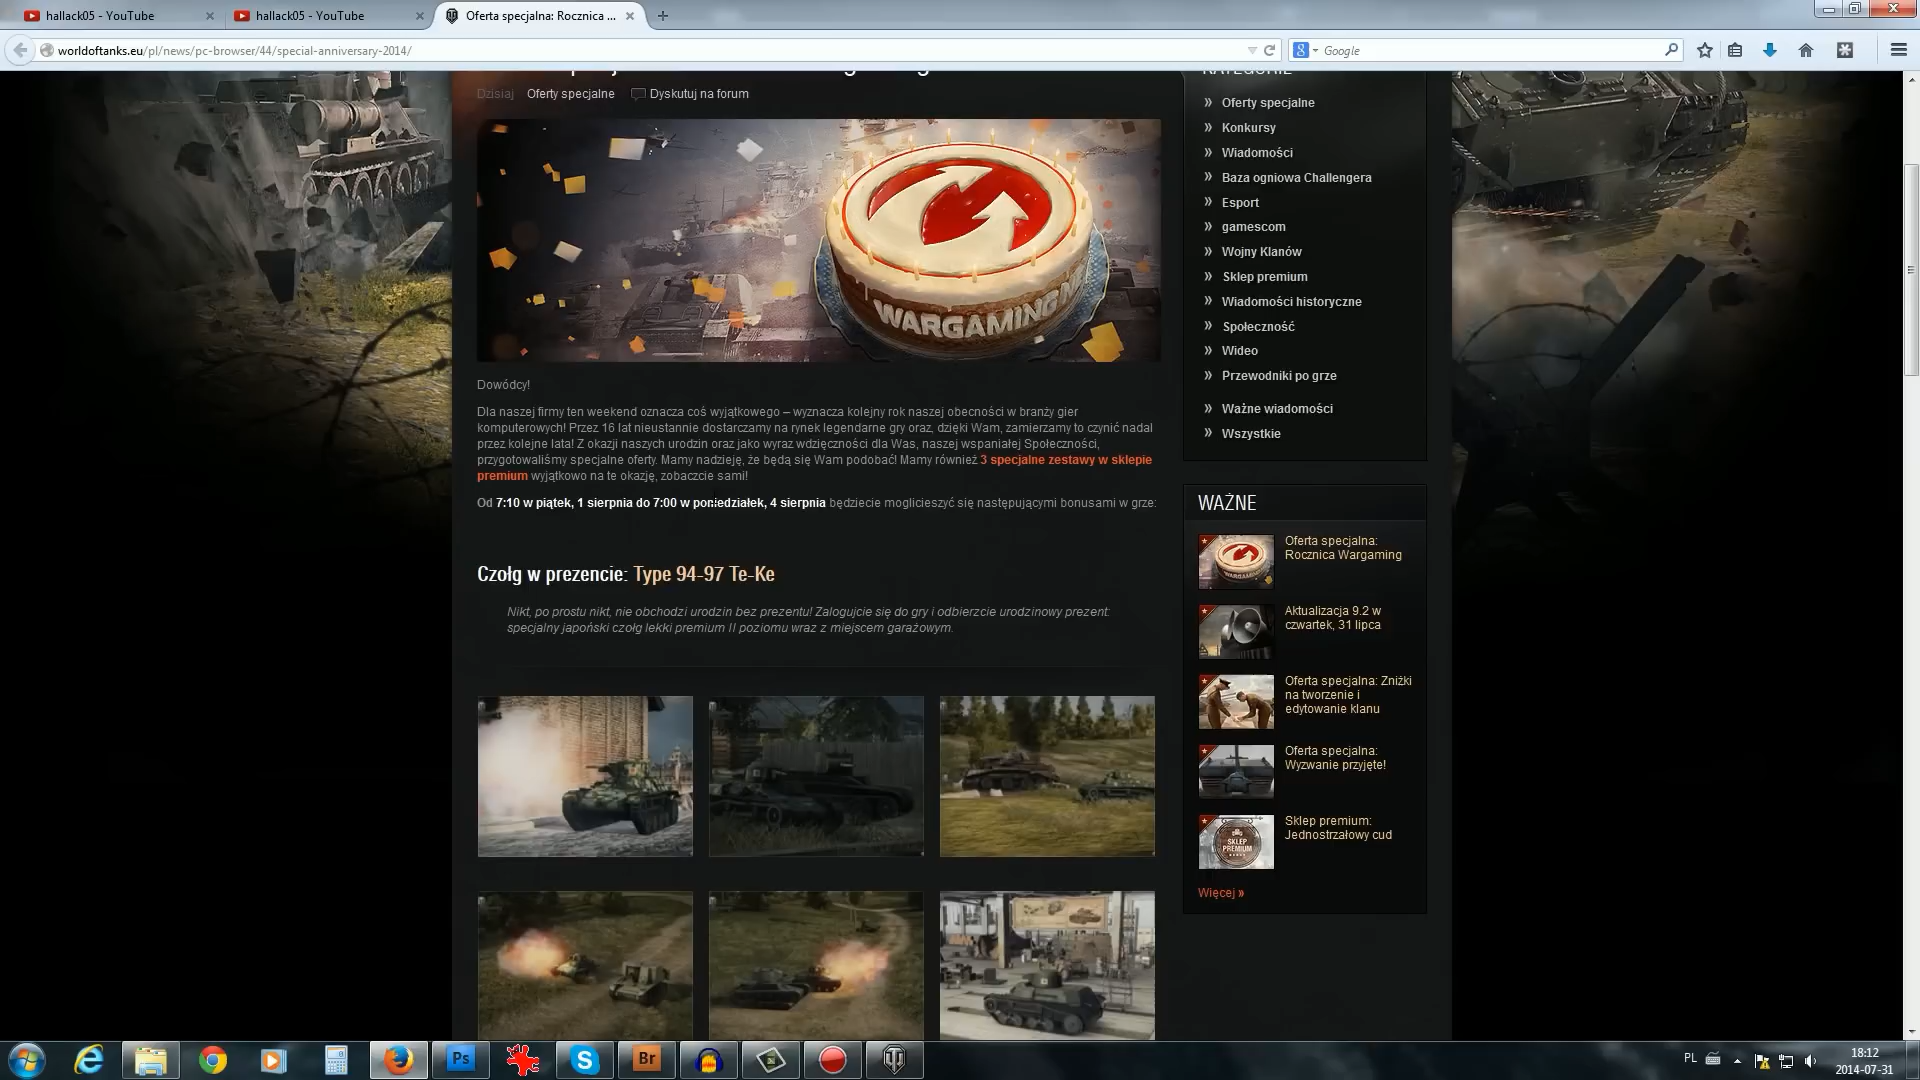 hallack05 - YouTube
hallack05 - YouTube
Oferta specjalna: Rocznica ...
worldoftanks.eu/pl/news/pc-browser/44/special-anniversary-2014/
Google
Dzisiaj Oferty specjalne Dyskutuj na forum
WARGAMING
Dowódcy!
Dla naszej firmy ten weekend oznacza coś wyjątkowego – wyznacza kolejny rok naszej obecności w branży gier
komputerowych! Przez 16 lat nieustannie dostarczamy na rynek legendarne gry oraz, dzięki Wam, zamierzamy to czynić nadal
przez kolejne lata! Z okazji naszych urodzin oraz jako wyraz wdzięczności dla Was, naszej wspaniałej Społeczności,
przygotowaliśmy specjalne oferty. Mamy nadzieję, że będą się Wam podobać! Mamy również 3 specjalne zestawy w sklepie
premium wyjątkowo na te okazję, zobaczcie sami!
Od 7:10 w piątek, 1 sierpnia do 7:00 w poniedziałek, 4 sierpnia będziecie moglicieszyć się następującymi bonusami w grze:
Czołg w prezencie: Type 94-97 Te-Ke
Nikt, po prostu nikt, nie obchodzi urodzin bez prezentu! Zalogujcie się do gry i odbierzcie urodzinowy prezent:
specjalny japoński czołg lekki premium II poziomu wraz z miejscem garażowym.
KATEGORIE
» Oferty specjalne
» Konkursy
» Wiadomości
» Baza ogniowa Challengera
» Esport
» gamescom
» Wojny Klanów
» Sklep premium
» Wiadomości historyczne
» Społeczność
» Wideo
» Przewodniki po grze
» Ważne wiadomości
» Wszystkie
WAŻNE
WARGAMING
Oferta specjalna:
Rocznica Wargaming
Aktualizacja 9.2 w
czwartek, 31 lipca
Oferta specjalna: Zniżki
na tworzenie i
edytowanie klanu
Oferta specjalna:
Wyzwanie przyjęte!
SKLEP
PREMIUM
Sklep premium:
Jednostrzałowy cud
Więcej »
Ps
Br
PL
18:12
2014-07-31